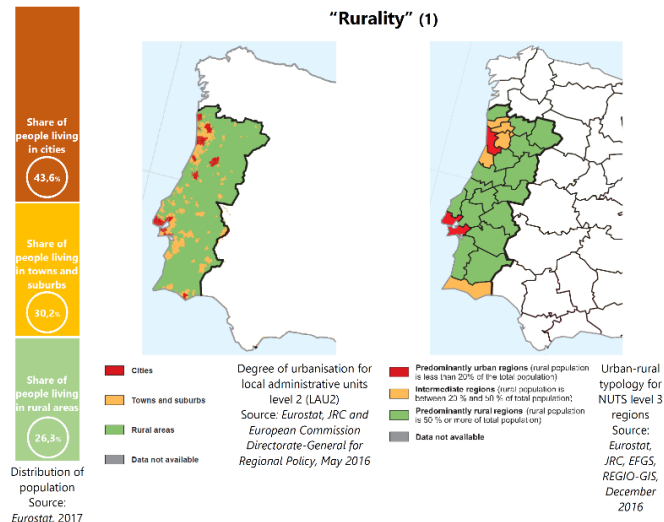 “Rurality” (1)
Share of
people living
in cities
43,6%
Share of
people living
in towns and
suburbs
30,2%
Share of
people living
in rural areas
26,3%
Distribution of
population
Source:
Eurostat, 2017
Cities
Towns and suburbs
Rural areas
Data not available
Degree of urbanisation for
local administrative units
level 2 (LAU2)
Source: Eurostat, JRC and
European Commission
Directorate-General for
Regional Policy, May 2016
Predominantly urban regions (rural population
is less than 20% of the total population)
Intermediate regions (rural population is
between 20 % and 50 % of total population)
Predominantly rural regions (rural population
is 50 % or more of total population)
Data not available
Urban-rural
typology for
NUTS level 3
regions
Source:
Eurostat,
JRC, EFGS,
REGIO-GIS,
December
2016